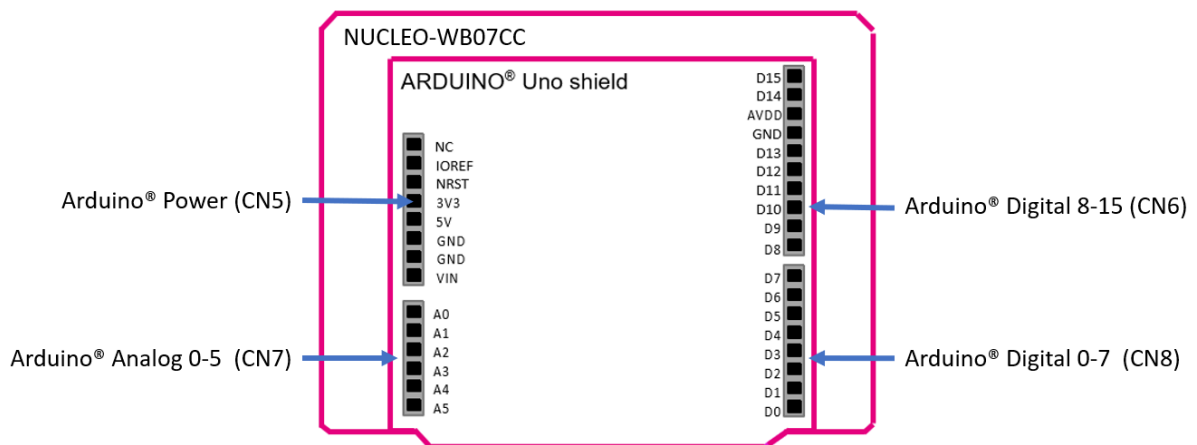 NUCLEO-WB07CC
ARDUINO® Uno shield
Arduino® Power (CN5)
NC
IOREF
NRST
3V3
5V
GND
GND
VIN
Arduino® Analog 0-5 (CN7)
A0
A1
A2
A3
A4
A5
D15
D14
AVDD
GND
D13
D12
D11
D10
D9
D8
Arduino® Digital 8-15 (CN6)
D7
D6
D5
D4
D3
D2
D1
D0
Arduino® Digital 0-7 (CN8)